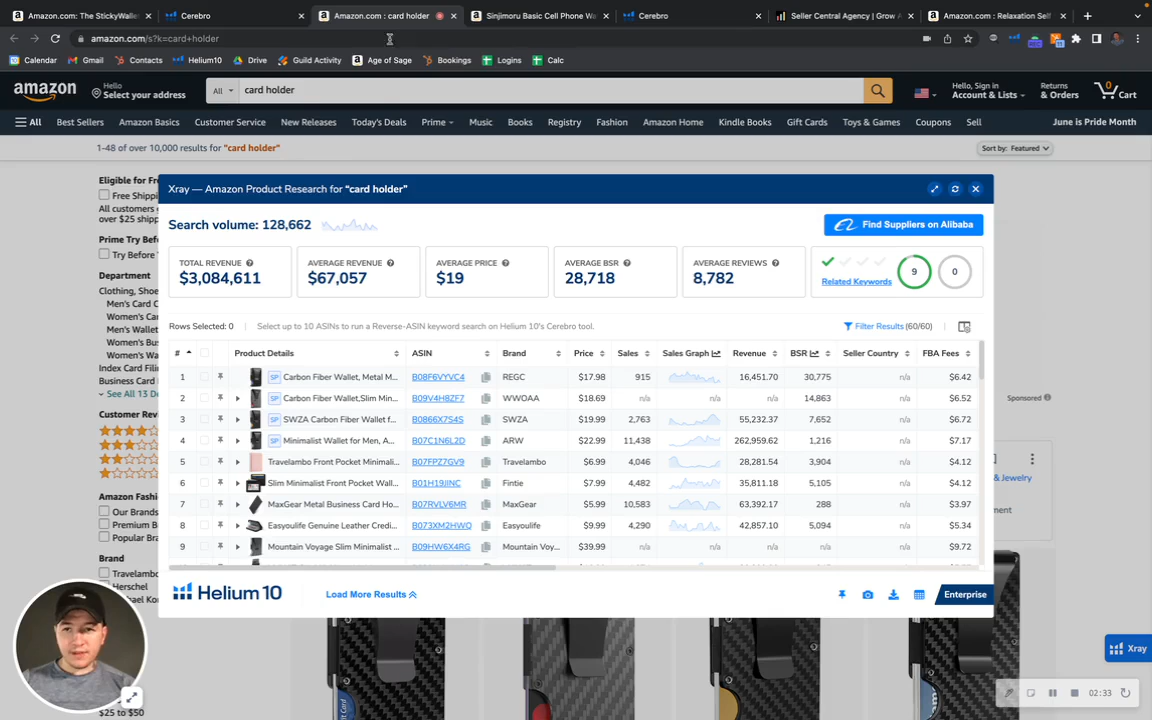 Amazon.com: The StickyWalle
Cerebro
Amazon.com : card holder
Sinjimoru Basic Cell Phone W
Cerebro
Seller Central Agency | Grow A
Amazon.com : Relaxation Self
amazon.com/s?k=card+holder
Calendar
Gmail
Contacts
Helium10
Drive
Guild Activity
Age of Sage
Bookings
Logins
Calc
amazon
Hello
Select your address
All
card holder
Hello, Sign in
Account & Lists
Returns
& Orders
0
Cart
All
Best Sellers
Amazon Basics
Customer Service
New Releases
Today's Deals
Prime
Music
Books
Registry
Fashion
Amazon Home
Kindle Books
Gift Cards
Toys & Games
Coupons
Sell
June is Pride Month
1-48 of over 10,000 results for "card holder"
Sort by: Featured
Eligible for Fre
Free Shippi
All customers
over $25 shipp
Prime Try Before
Try Before
Department
Clothing, Shoe
Men's Card C
Women's Car
Men's Wallet
Women's Bu
Index Card Filin
Business Card
See All 13 D
Customer Rev
Amazon Fashi
Our Brands
Premium B
Popular Bra
Brand
Travelambo
Herschel
Michael Kor
$25 to $50
Xray — Amazon Product Research for “card holder”
Search volume: 128,662
Find Suppliers on Alibaba
TOTAL REVENUE
$3,084,611
AVERAGE REVENUE
$67,057
AVERAGE PRICE
$19
AVERAGE BSR
28,718
AVERAGE REVIEWS
8,782
Related Keywords
9
0
Rows Selected: 0
Select up to 10 ASINs to run a Reverse-ASIN keyword search on Helium 10's Cerebro tool.
Filter Results (60/60)
# Product Details ASIN Brand Price Sales Sales Graph Revenue BSR Seller Country FBA Fees
1 SP Carbon Fiber Wallet, Metal M... B08F6VYVC4 REGC $17.98 915 16,451.70 30,775 n/a $6.42
2 SP Carbon Fiber Wallet,Slim Min... B09V4H8ZF7 WWOAA $18.69 n/a n/a n/a 14,863 n/a $6.52
3 SP SWZA Carbon Fiber Wallet f... B0866X7S4S SWZA $19.99 2,763 55,232.37 7,652 n/a $6.72
4 SP Minimalist Wallet for Men, A... B07C1N6L2D ARW $22.99 11,438 262,959.62 1,216 n/a $7.17
5 Travelambo Front Pocket Minimali... B07FPZ7GV9 Travelambo $6.99 4,046 28,281.54 3,904 n/a $4.12
6 Slim Minimalist Front Pocket Wall... B01H19JINC Fintie $7.99 4,482 35,811.18 5,105 n/a $4.12
7 MaxGear Metal Business Card Ho... B07RVLV6MR MaxGear $5.99 10,583 63,392.17 288 n/a $3.97
8 Easyoulife Genuine Leather Credi... B073XM2HWQ Easyoulife $9.99 4,290 42,857.10 5,094 n/a $5.34
9 Mountain Voyage Slim Minimalist ... B09HW6X4RG Mountain Voy... $39.99 n/a n/a n/a n/a n/a $9.72
Helium 10
Load More Results
Enterprise
Sponsored
& Jewelry
ment
Xray
02:33